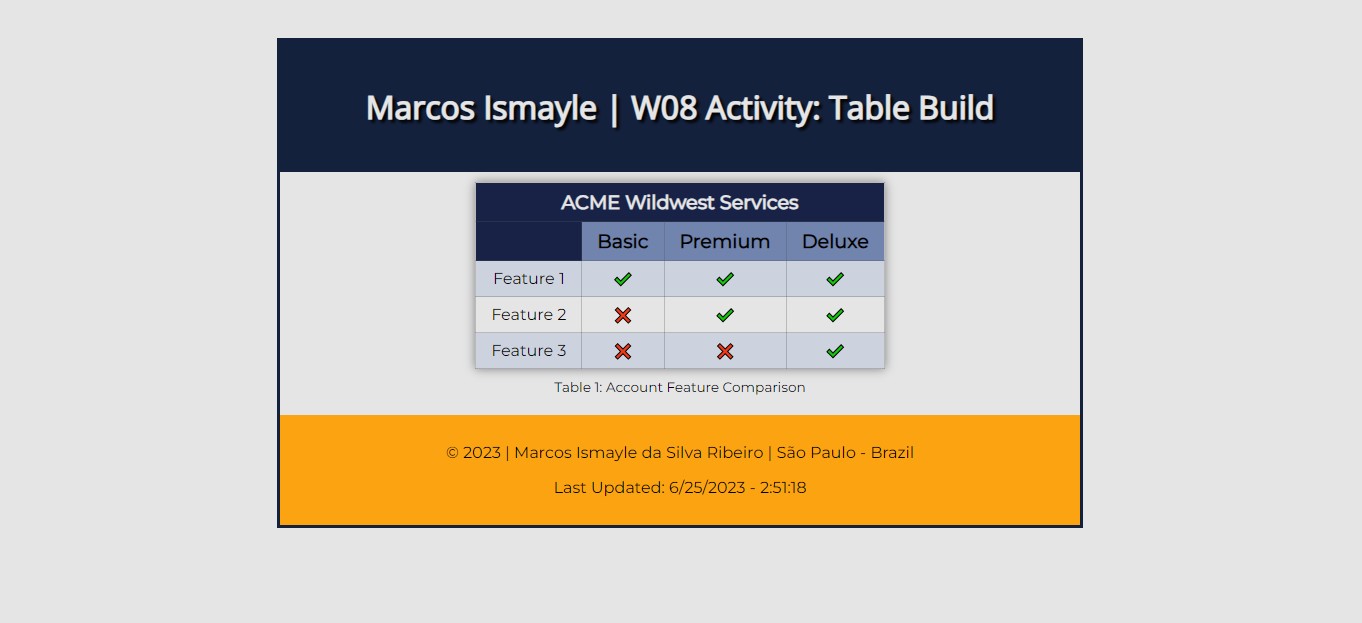 Marcos Ismayle | W08 Activity: Table Build
ACME Wildwest Services
Basic Premium Deluxe
Feature 1
Feature 2
Feature 3
Table 1: Account Feature Comparison
© 2023 | Marcos Ismayle da Silva Ribeiro | São Paulo - Brazil
Last Updated: 6/25/2023 - 2:51:18